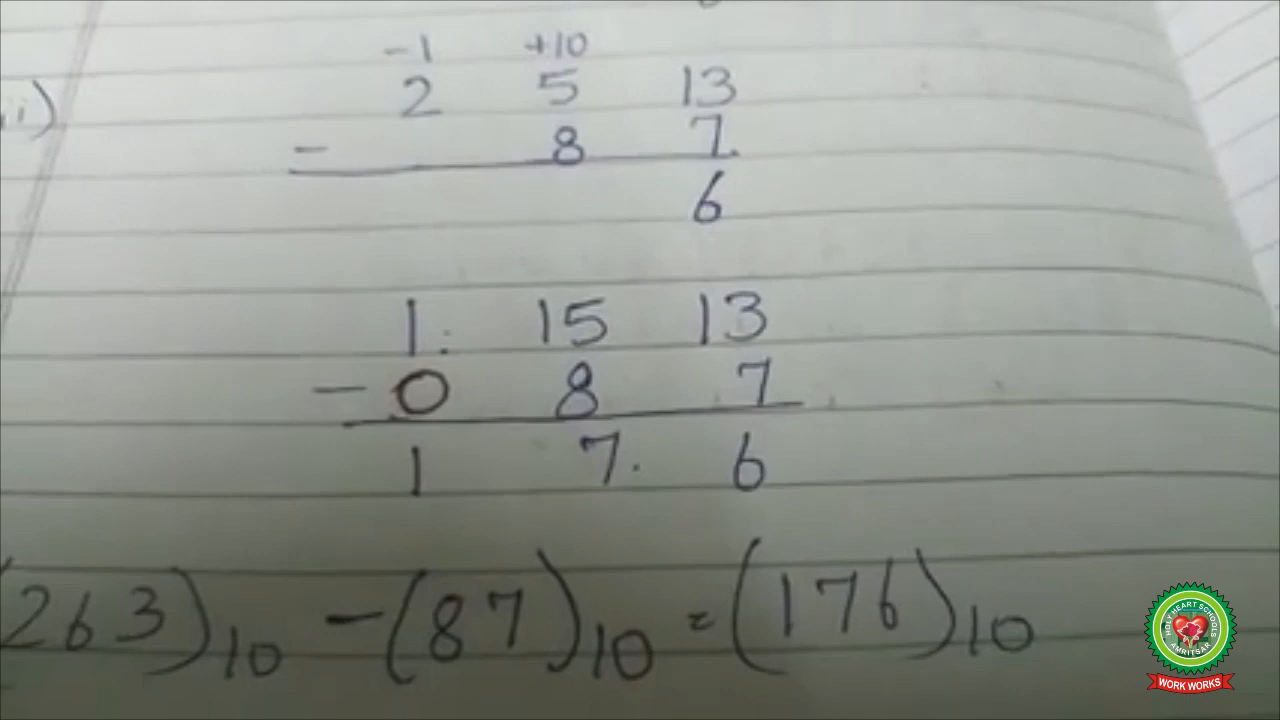 -1 +10
ii) 2 5 13
- 8 7
6
1. 15 13
- 0 8 7
1 7. 6
(263)10 - (87)10 = (176)10
HOLY HEART SCHOOLS
AMRITSAR
WORK WORKS